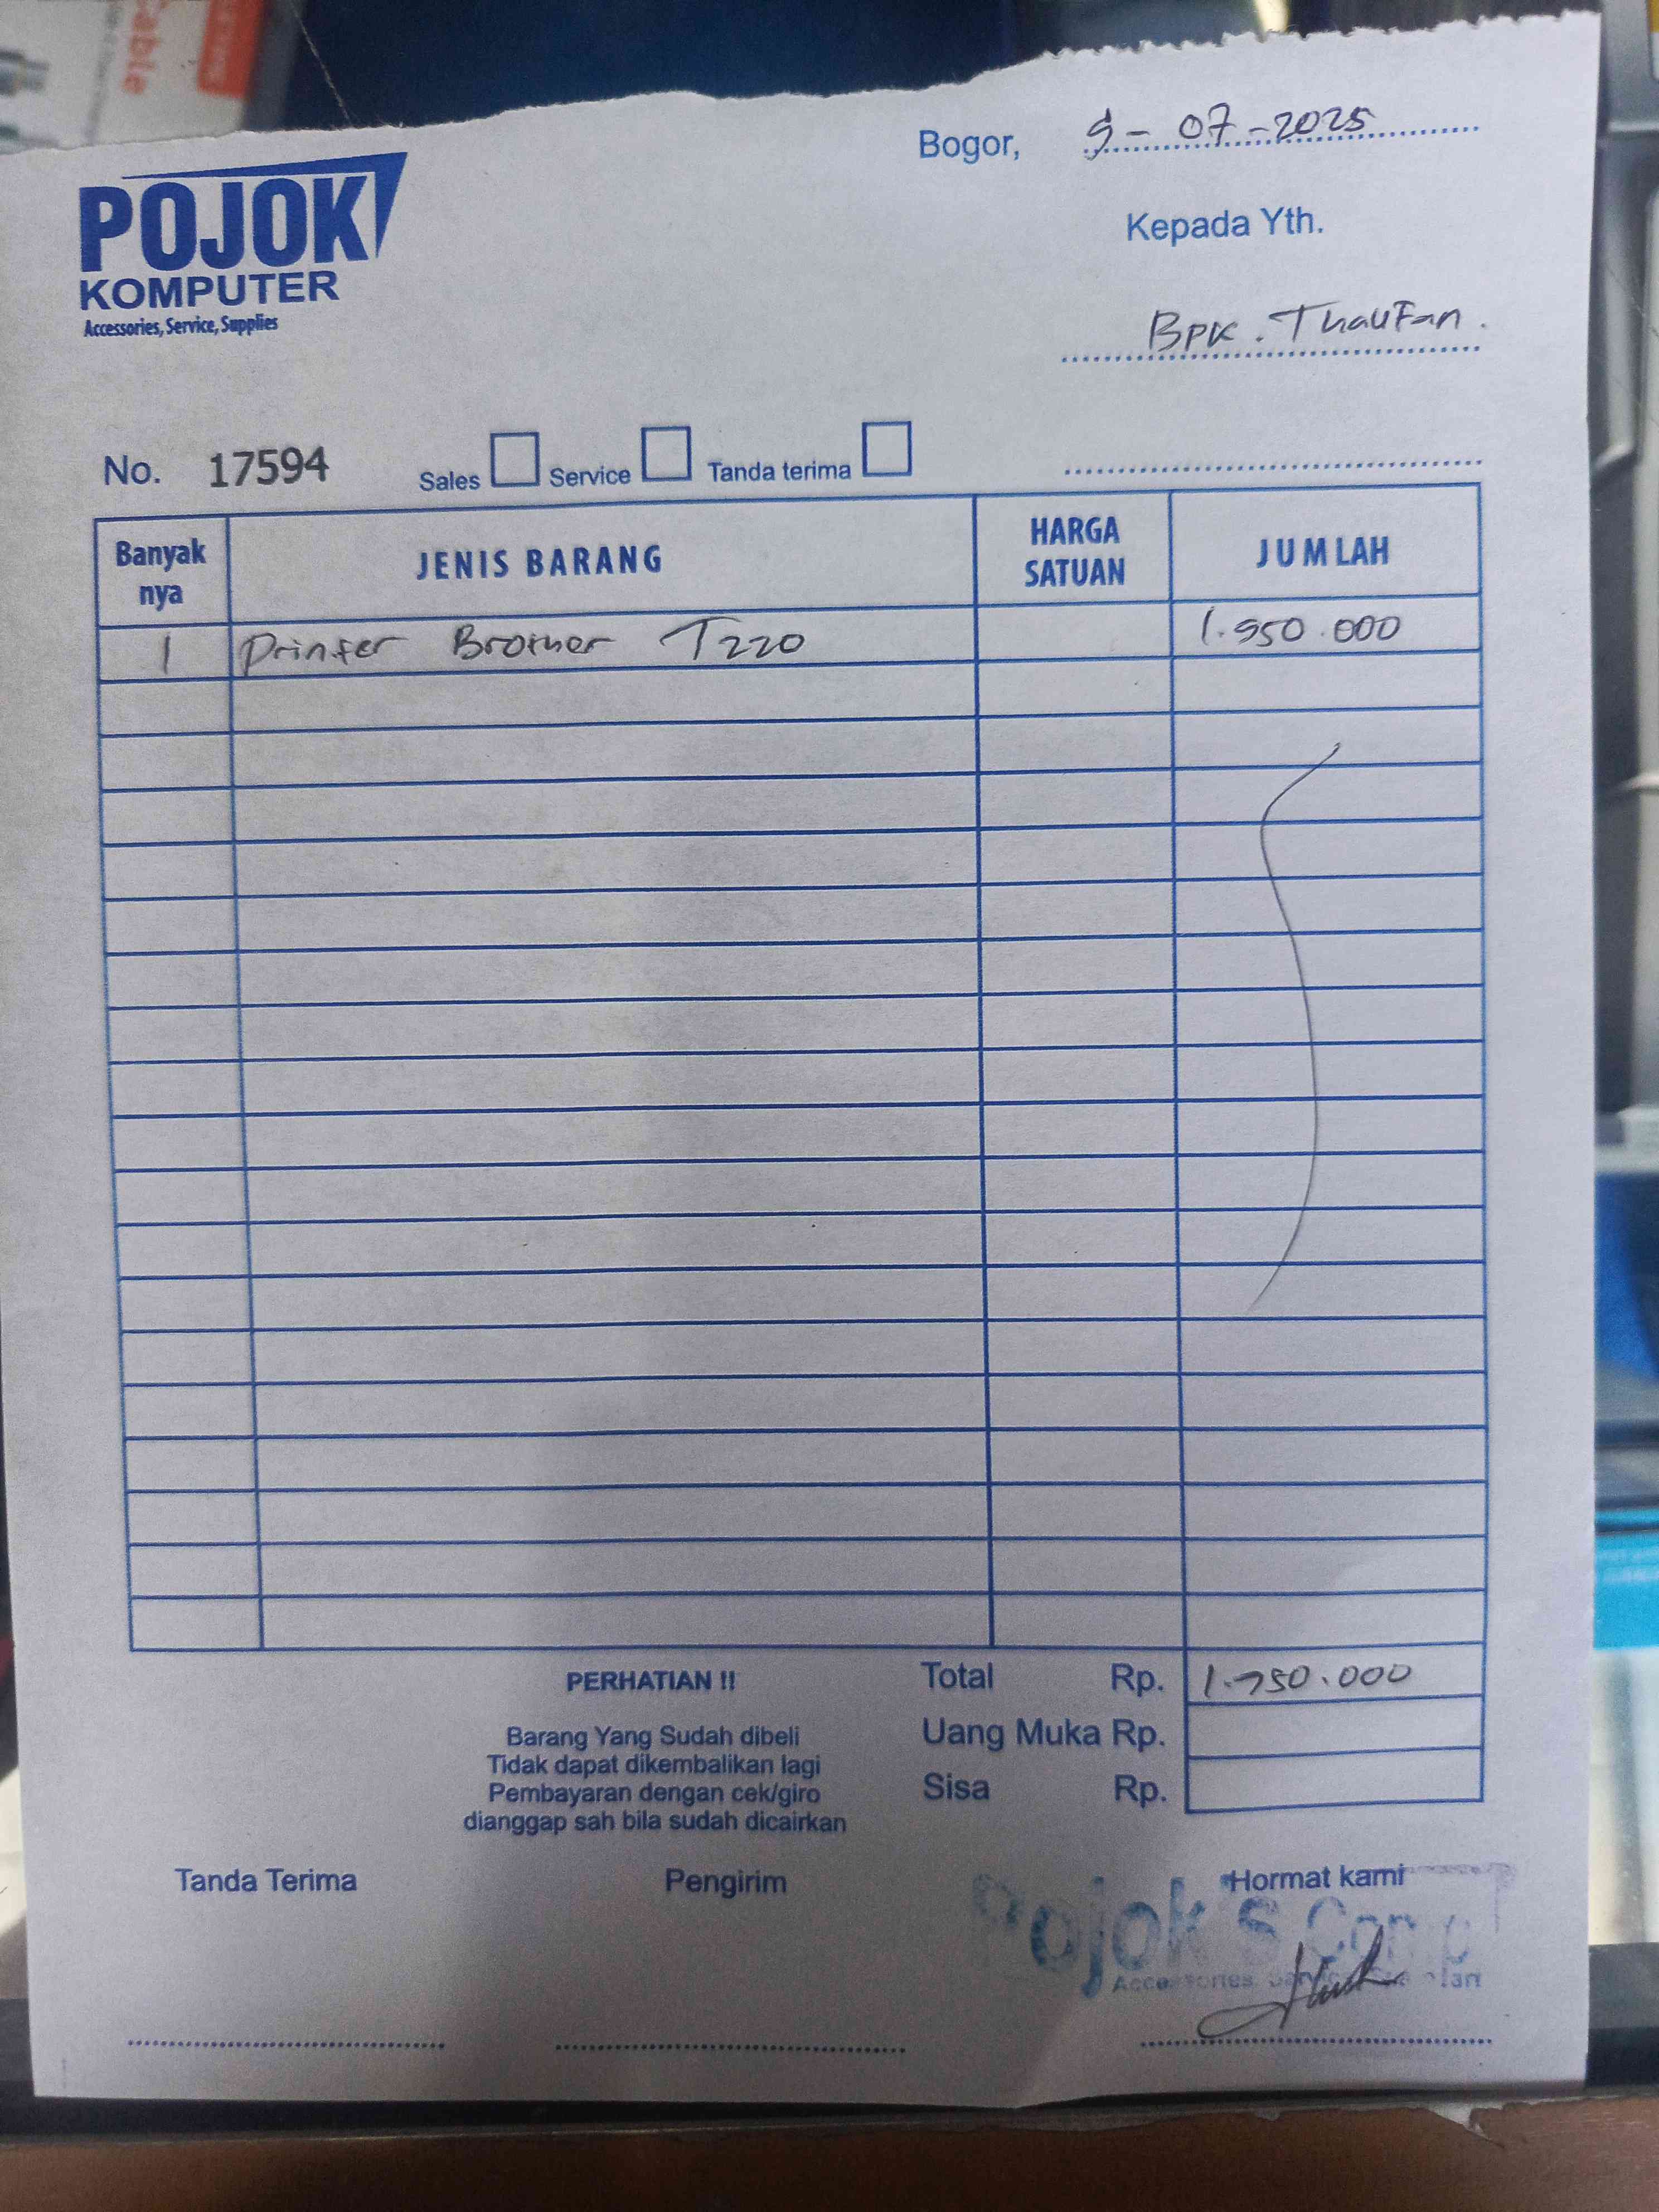 able
Bogor, 9-07-2025
POJOK
KOMPUTER
Accessories, Service, Supplies
Kepada Yth.
Bpk. Thaufan.
No. 17594 Sales Service Tanda terima
Banyak nya JENIS BARANG HARGA SATUAN JUMLAH
1 Printer Brother T220 1.950.000
PERHATIAN !!
Barang Yang Sudah dibeli
Tidak dapat dikembalikan lagi
Pembayaran dengan cek/giro
dianggap sah bila sudah dicairkan
Total Rp.
Uang Muka Rp.
Sisa Rp.
Tanda Terima Pengirim Hormat kami
Pojok'S Comp